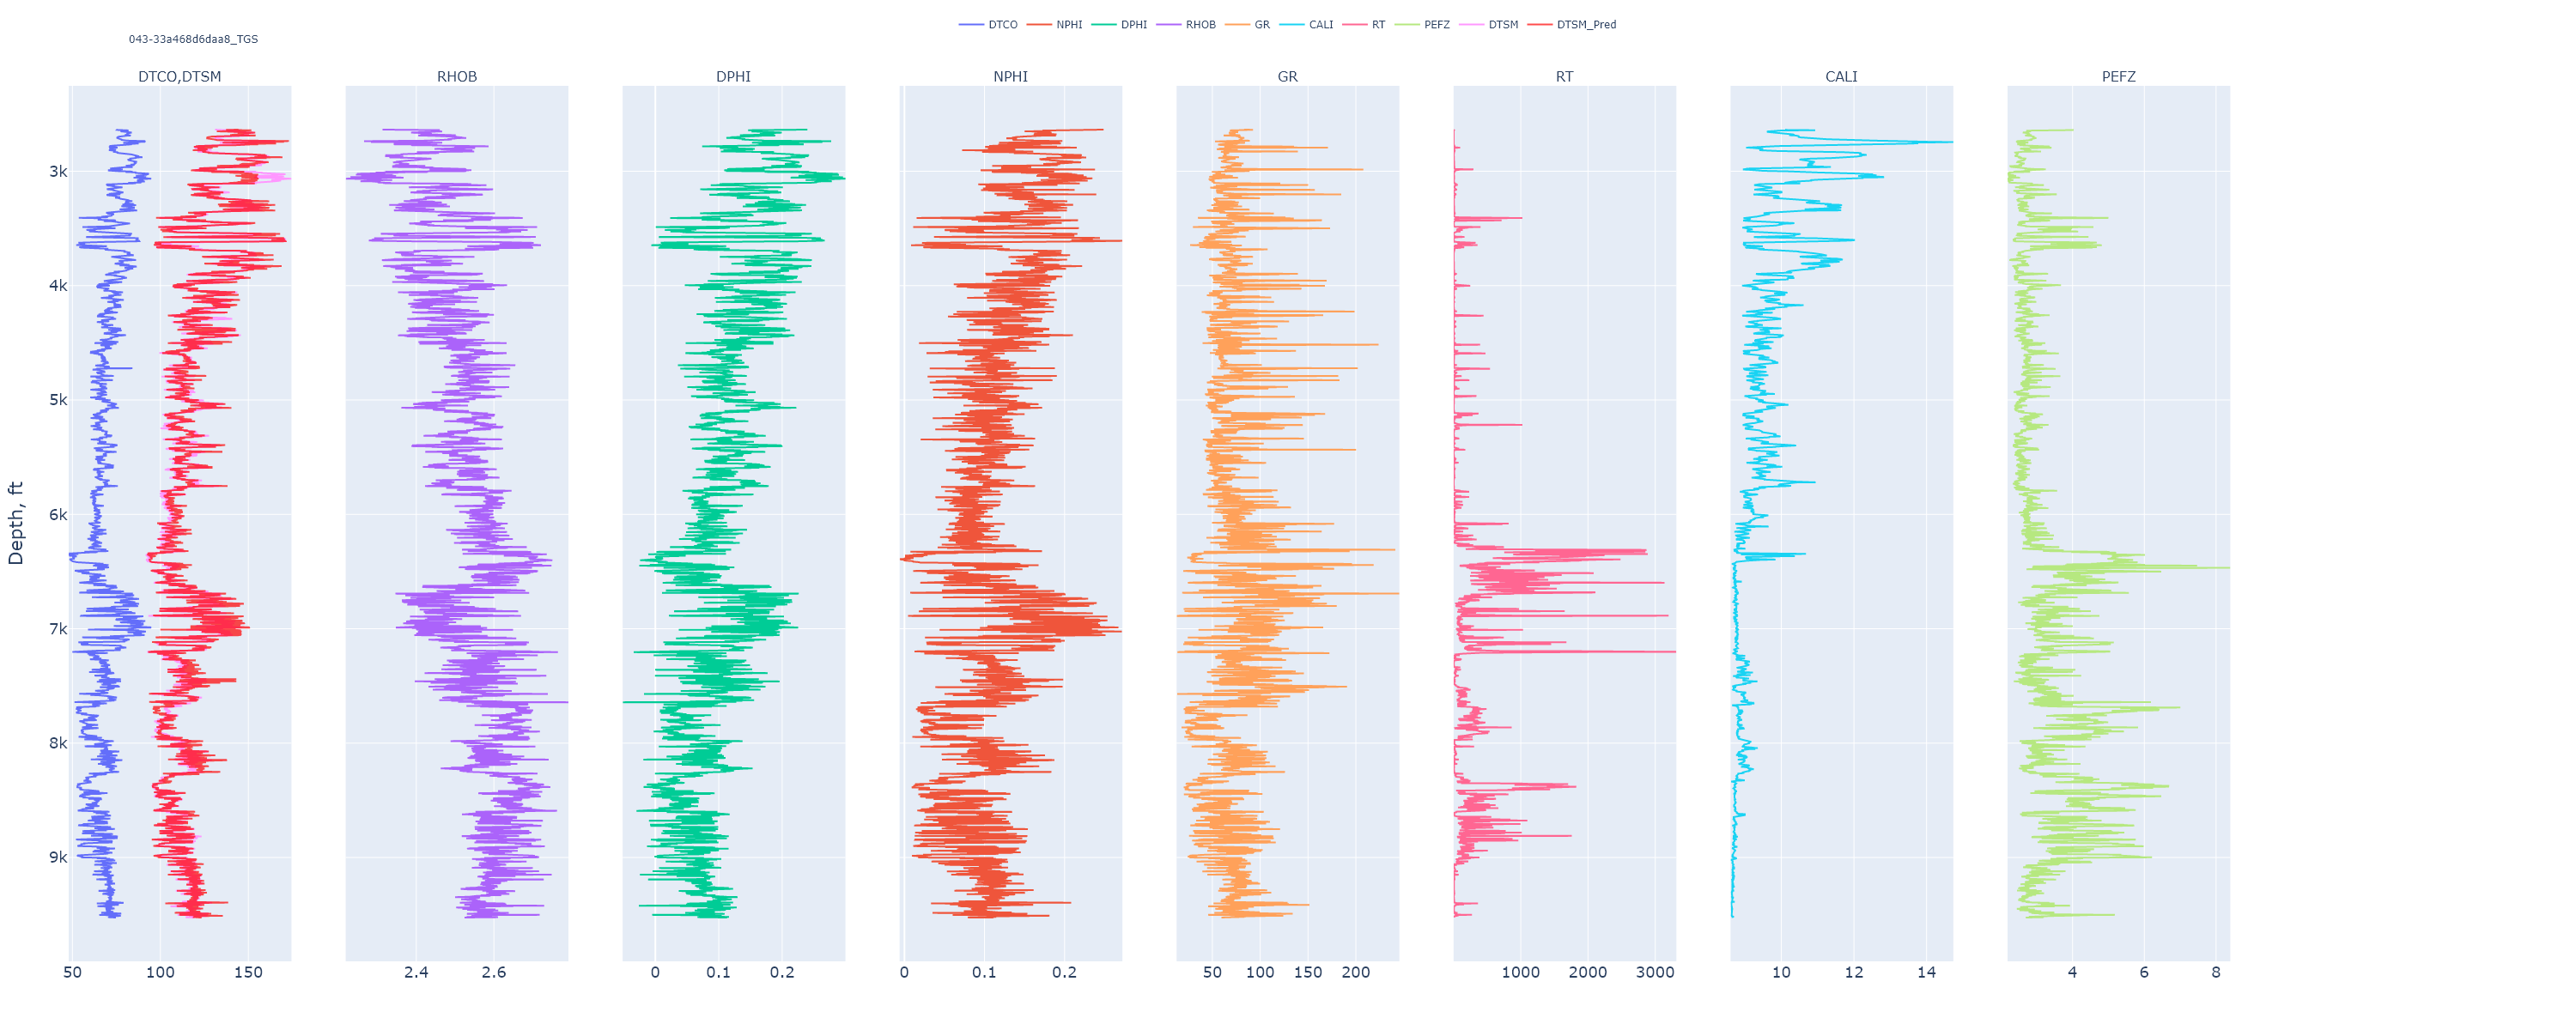 DTCO NPHI DPHI RHOB GR CALI RT PEFZ DTSM DTSM_Pred
043-33a468d6daa8_TGS
DTCO,DTSM RHOB DPHI NPHI GR RT CALI PEFZ
3k
4k
5k
6k
7k
8k
9k
Depth, ft
50 100 150 2.4 2.6 0 0.1 0.2 0 0.1 0.2 50 100 150 200 1000 2000 3000 10 12 14 4 6 8